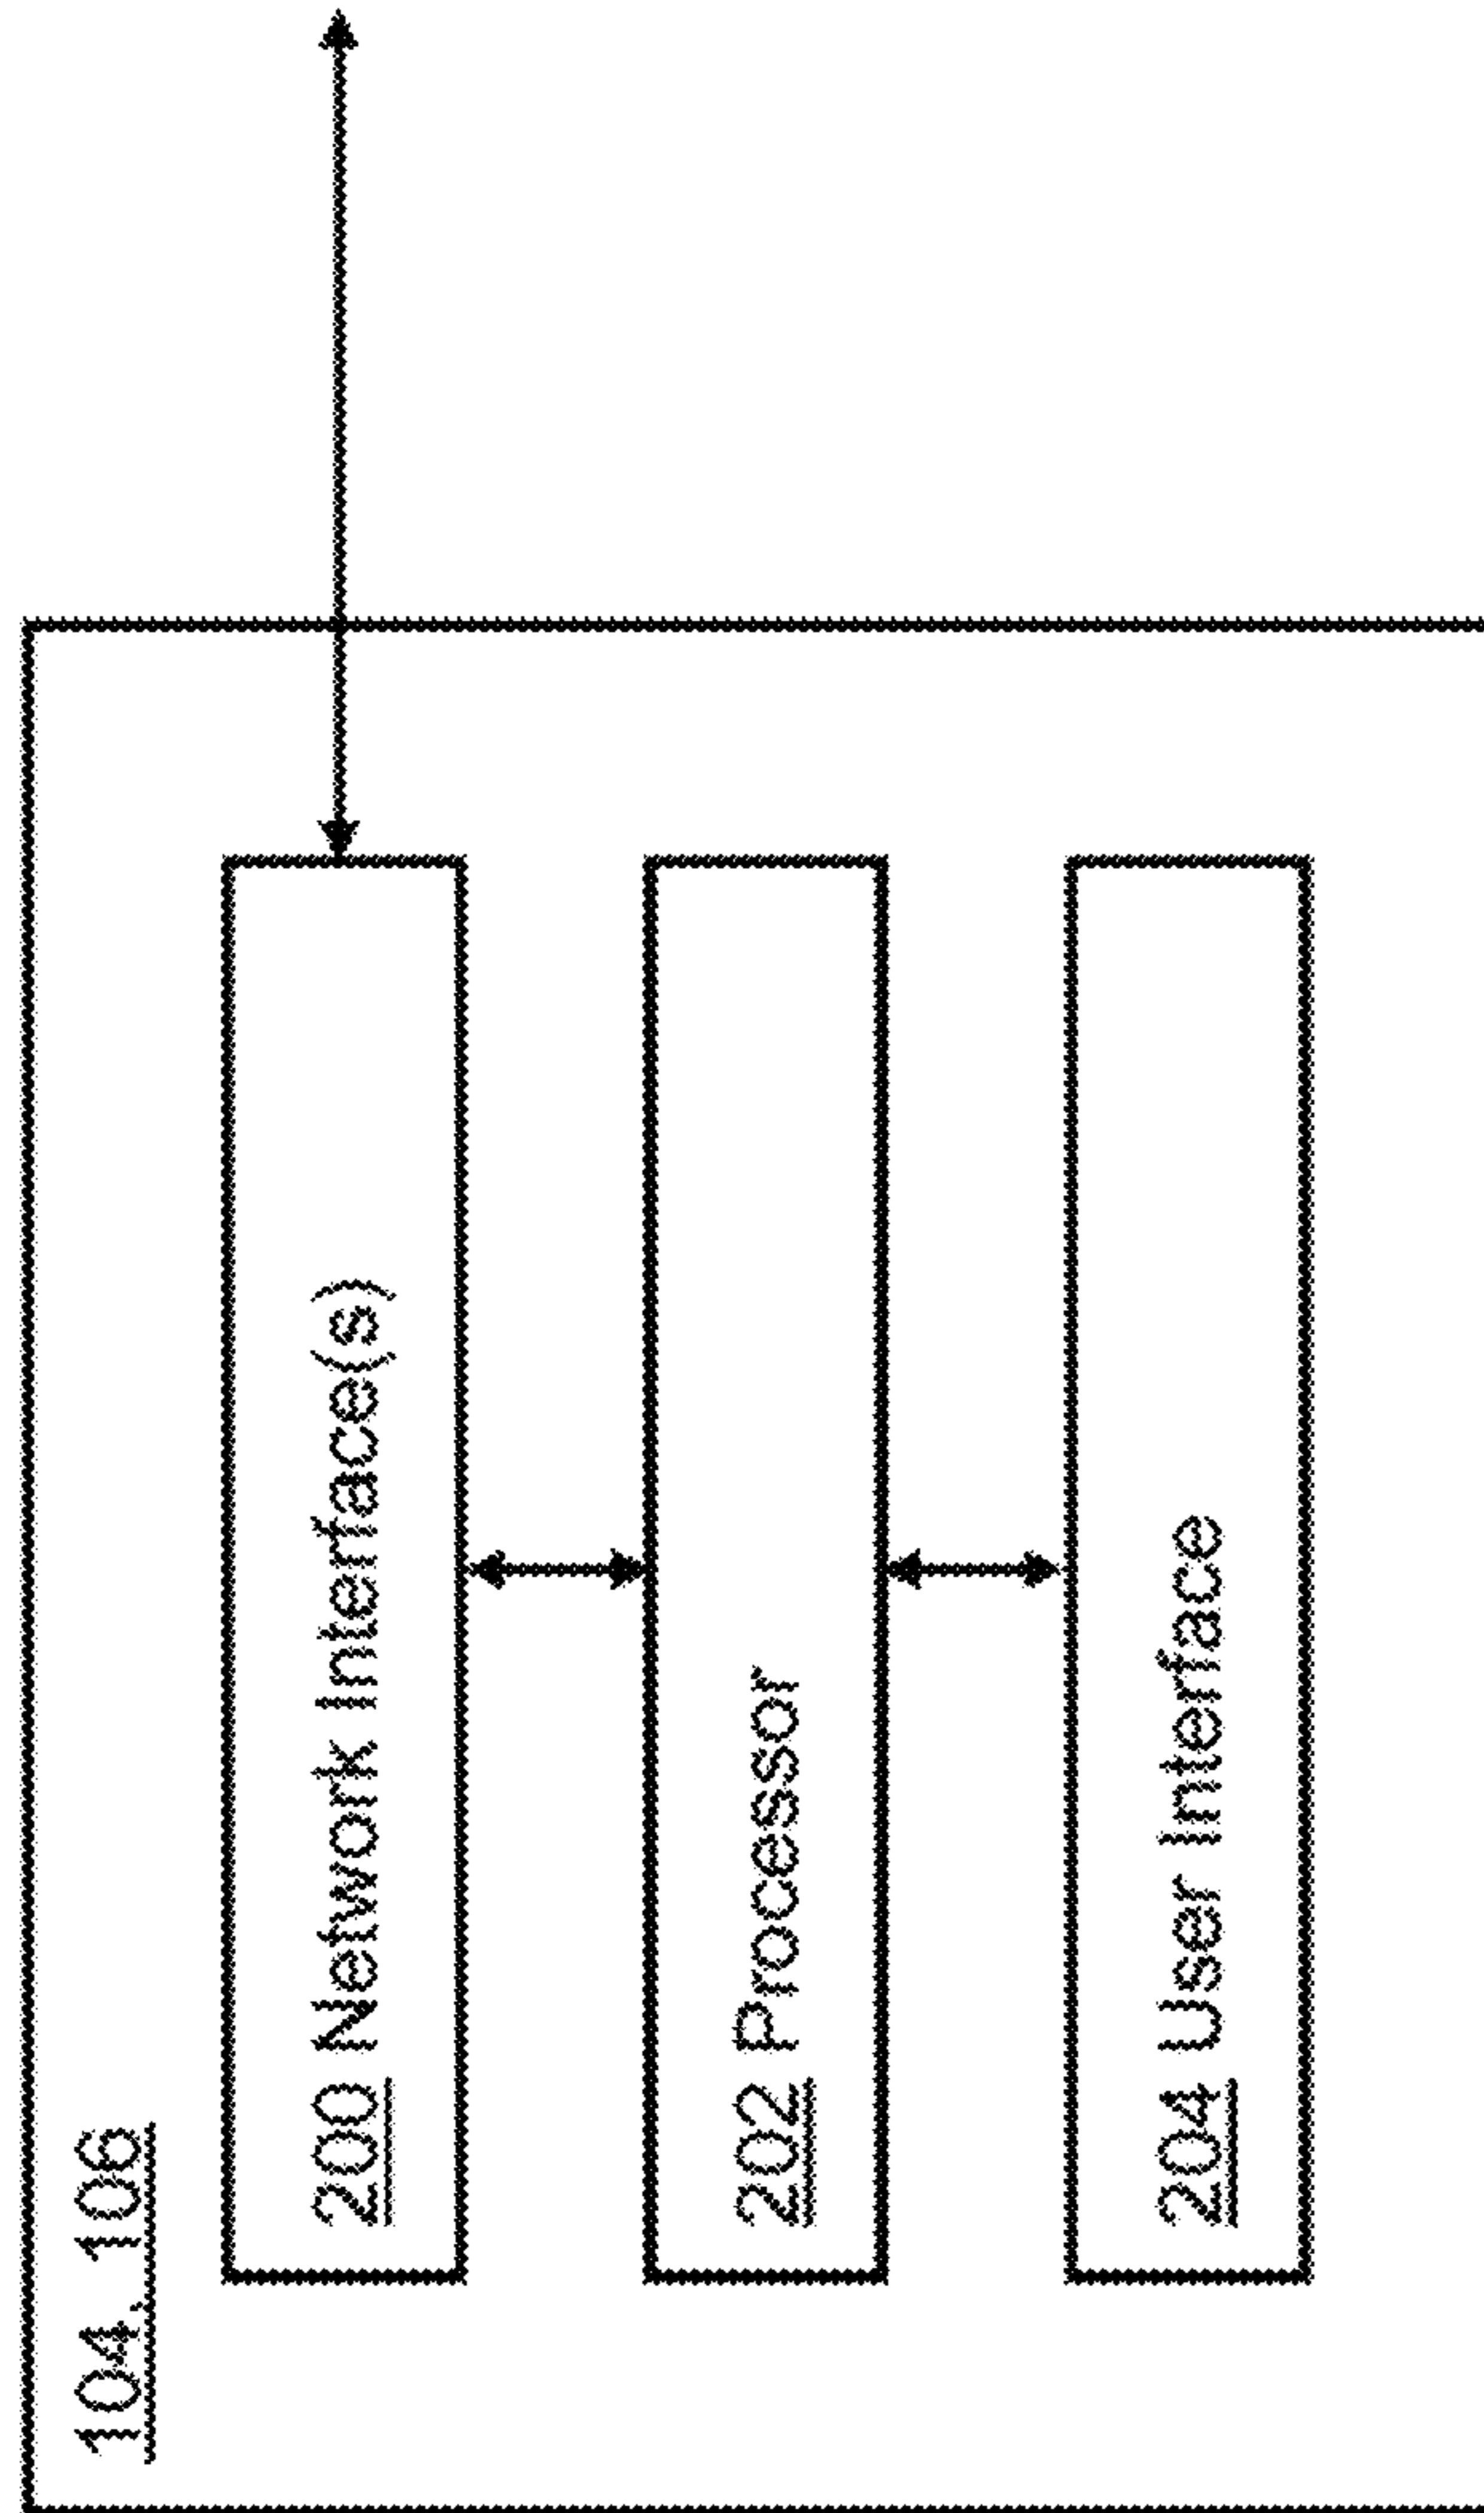 104, 106
200 Network Interface(s)
202 Processor
204 User Interface